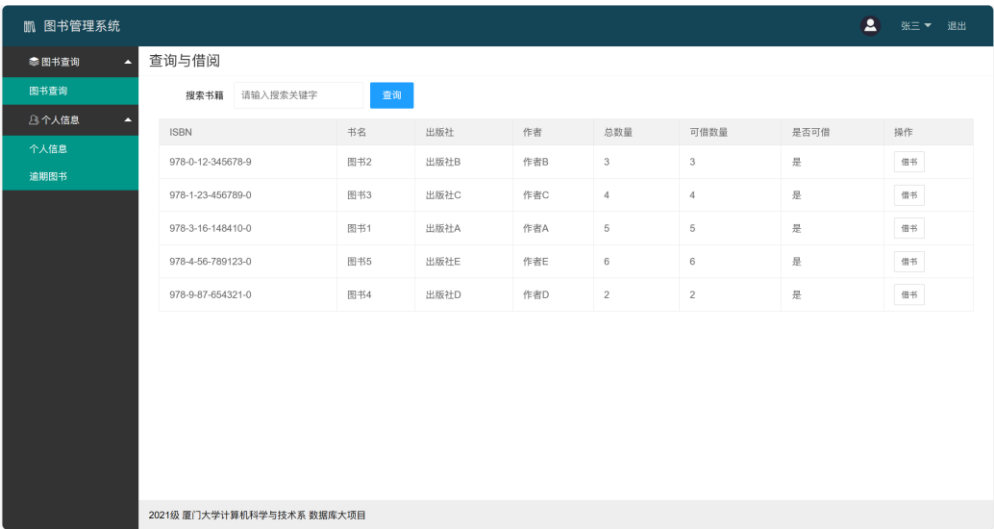 图书管理系统
张三 退出
图书查询
图书查询
个人信息
个人信息
逾期图书
查询与借阅
搜索书籍 请输入搜索关键字 查询
ISBN 书名 出版社 作者 总数量 可借数量 是否可借 操作
978-0-12-345678-9 图书2 出版社B 作者B 3 3 是 借书
978-1-23-456789-0 图书3 出版社C 作者C 4 4 是 借书
978-3-16-148410-0 图书1 出版社A 作者A 5 5 是 借书
978-4-56-789123-0 图书5 出版社E 作者E 6 6 是 借书
978-9-87-654321-0 图书4 出版社D 作者D 2 2 是 借书
2021级 厦门大学计算机科学与技术系 数据库大项目